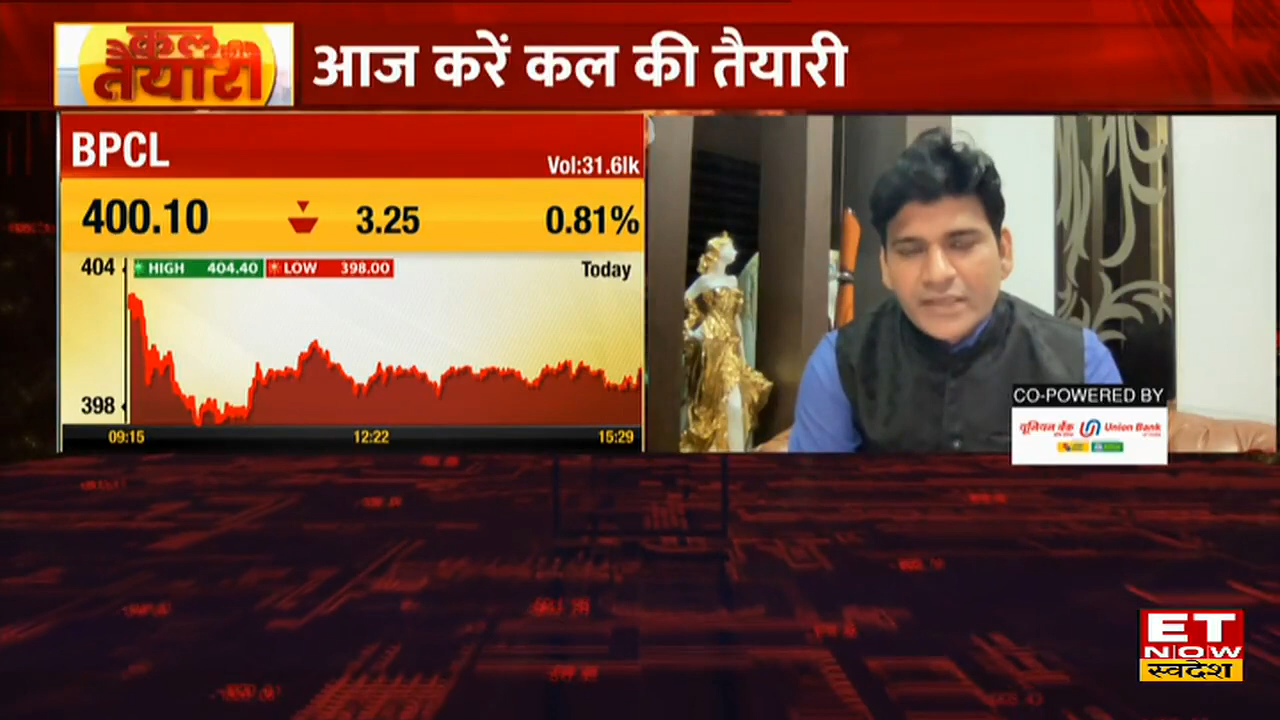 कल की
तैयारी
आज करें कल की तैयारी
BPCL
Vol:31.6lk
400.10 3.25 0.81%
404
HIGH 404.40 LOW 398.00
Today
398
09:15 12:22 15:29
CO-POWERED BY
यूनियन बैंक Union Bank
ET
NOW
स्वदेश